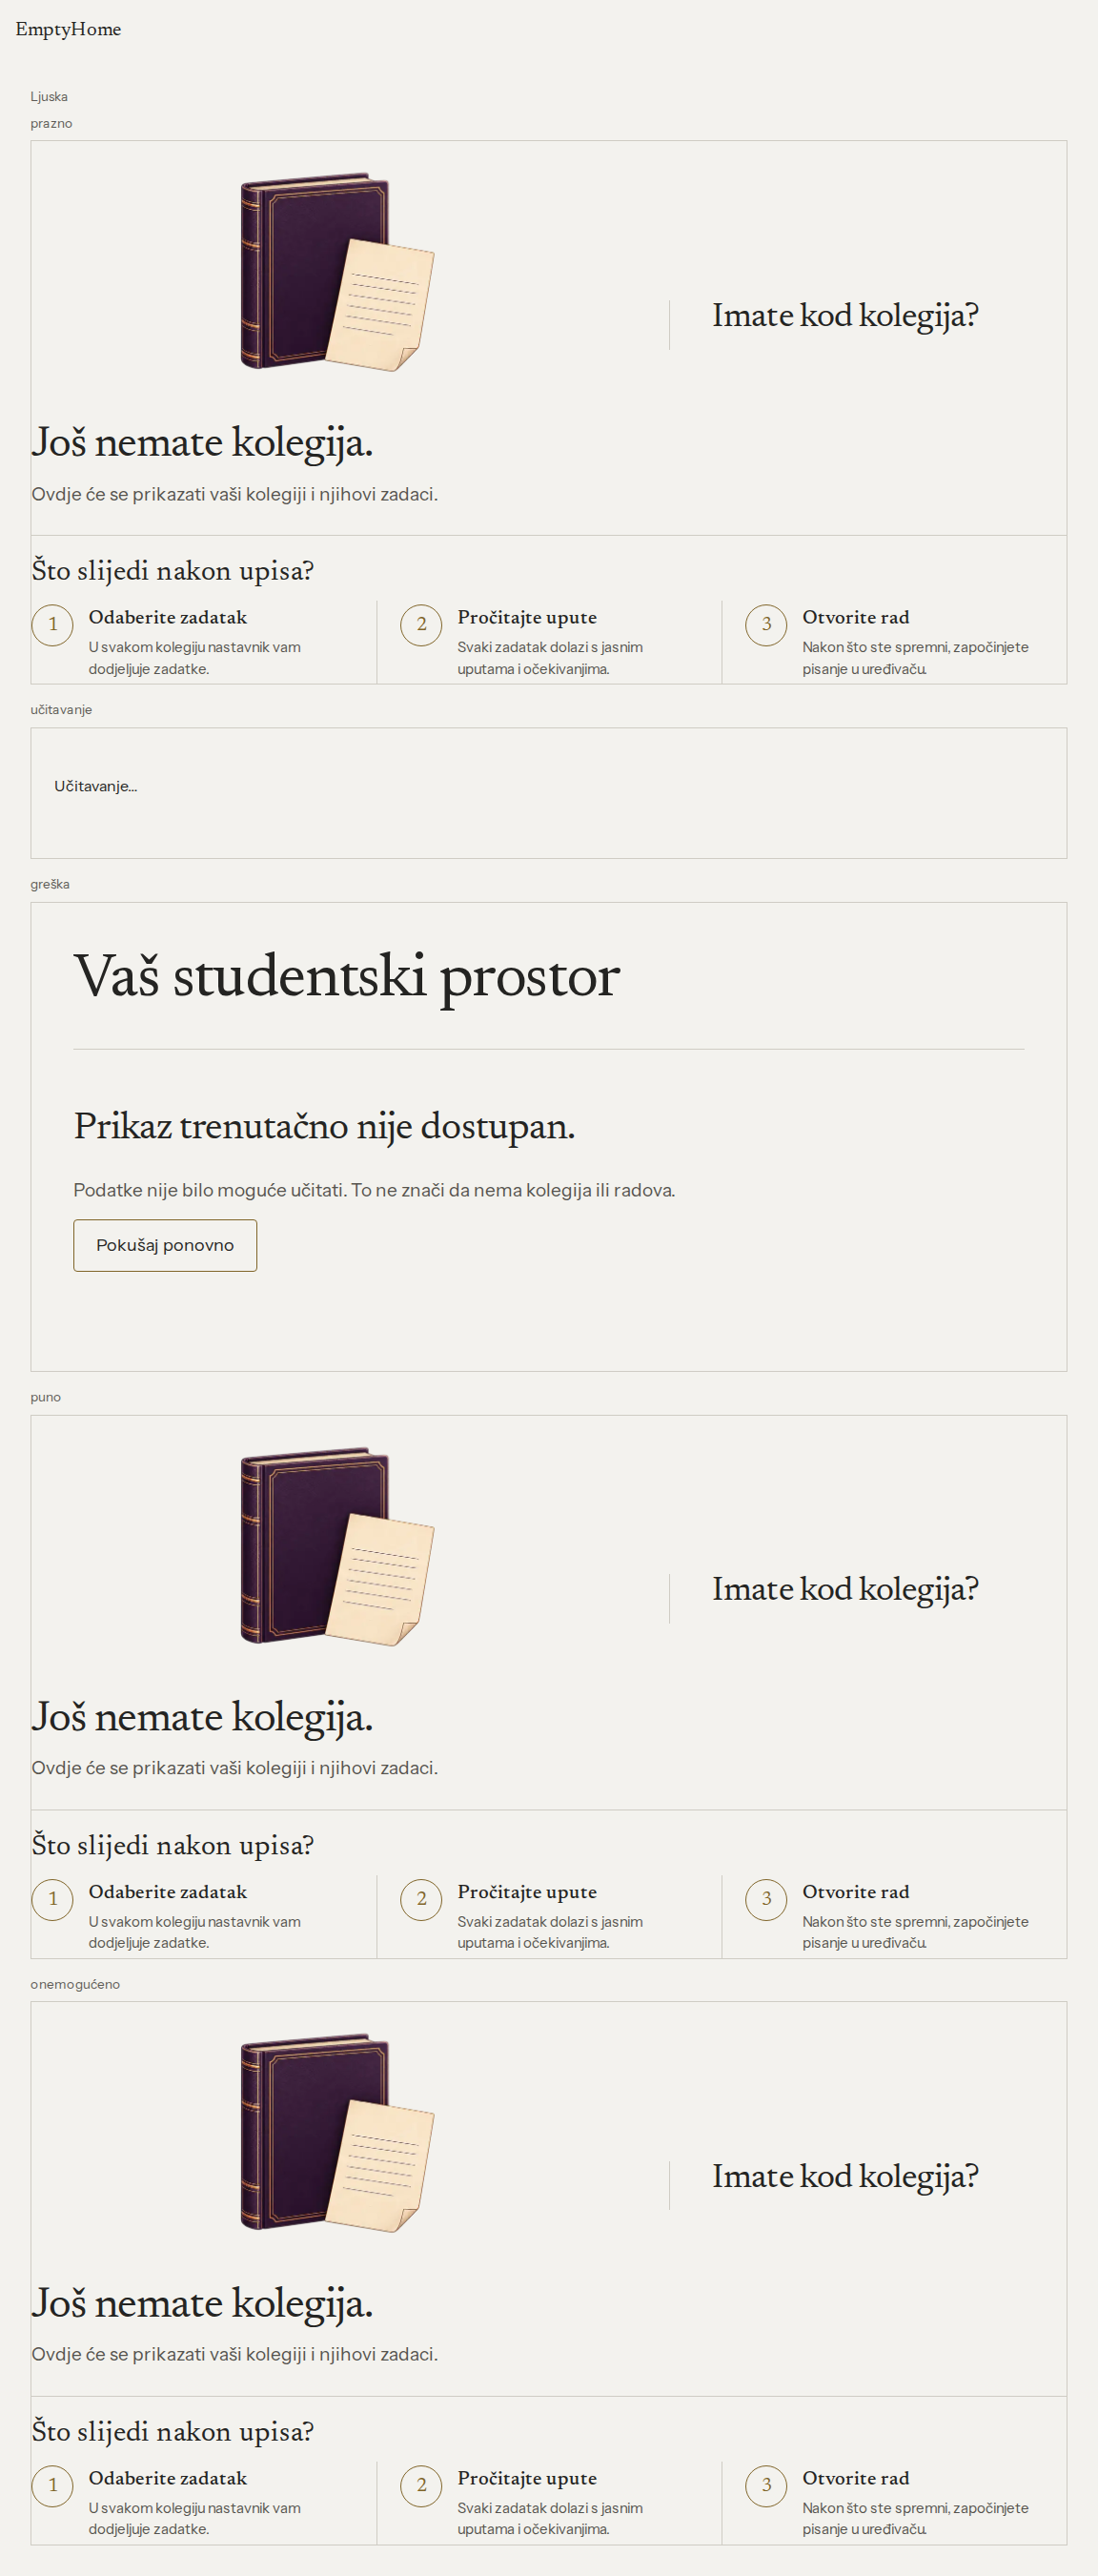 EmptyHome
Ljuska
prazno
Imate kod kolegija?
Još nemate kolegija.
Ovdje će se prikazati vaši kolegiji i njihovi zadaci.
Što slijedi nakon upisa?
1
Odaberite zadatak
U svakom kolegiju nastavnik vam
dodjeljuje zadatke.
2
Pročitajte upute
Svaki zadatak dolazi s jasnim
uputama i očekivanjima.
3
Otvorite rad
Nakon što ste spremni, započinjete
pisanje u uređivaču.
učitavanje
Učitavanje…
greška
Vaš studentski prostor
Prikaz trenutačno nije dostupan.
Podatke nije bilo moguće učitati. To ne znači da nema kolegija ili radova.
Pokušaj ponovno
puno
Imate kod kolegija?
Još nemate kolegija.
Ovdje će se prikazati vaši kolegiji i njihovi zadaci.
Što slijedi nakon upisa?
1
Odaberite zadatak
U svakom kolegiju nastavnik vam
dodjeljuje zadatke.
2
Pročitajte upute
Svaki zadatak dolazi s jasnim
uputama i očekivanjima.
3
Otvorite rad
Nakon što ste spremni, započinjete
pisanje u uređivaču.
onemogućeno
Imate kod kolegija?
Još nemate kolegija.
Ovdje će se prikazati vaši kolegiji i njihovi zadaci.
Što slijedi nakon upisa?
1
Odaberite zadatak
U svakom kolegiju nastavnik vam
dodjeljuje zadatke.
2
Pročitajte upute
Svaki zadatak dolazi s jasnim
uputama i očekivanjima.
3
Otvorite rad
Nakon što ste spremni, započinjete
pisanje u uređivaču.